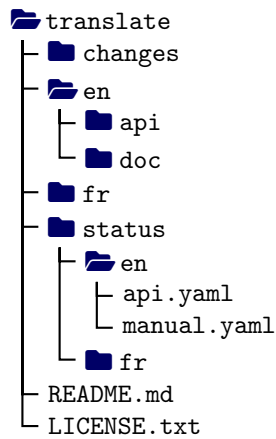 translate
changes
en
api
doc
fr
status
en
api.yaml
manual.yaml
fr
README.md
LICENSE.txt